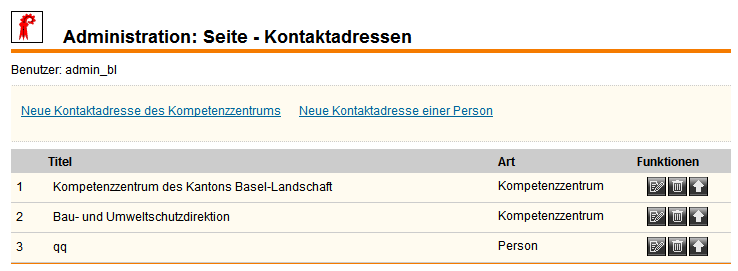 Administration: Seite - Kontaktadressen
Benutzer: admin_bl
Neue Kontaktadresse des Kompetenzzentrums Neue Kontaktadresse einer Person
Titel Art Funktionen
1 Kompetenzzentrum des Kantons Basel-Landschaft Kompetenzzentrum
2 Bau- und Umweltschutzdirektion Kompetenzzentrum
3 qq Person